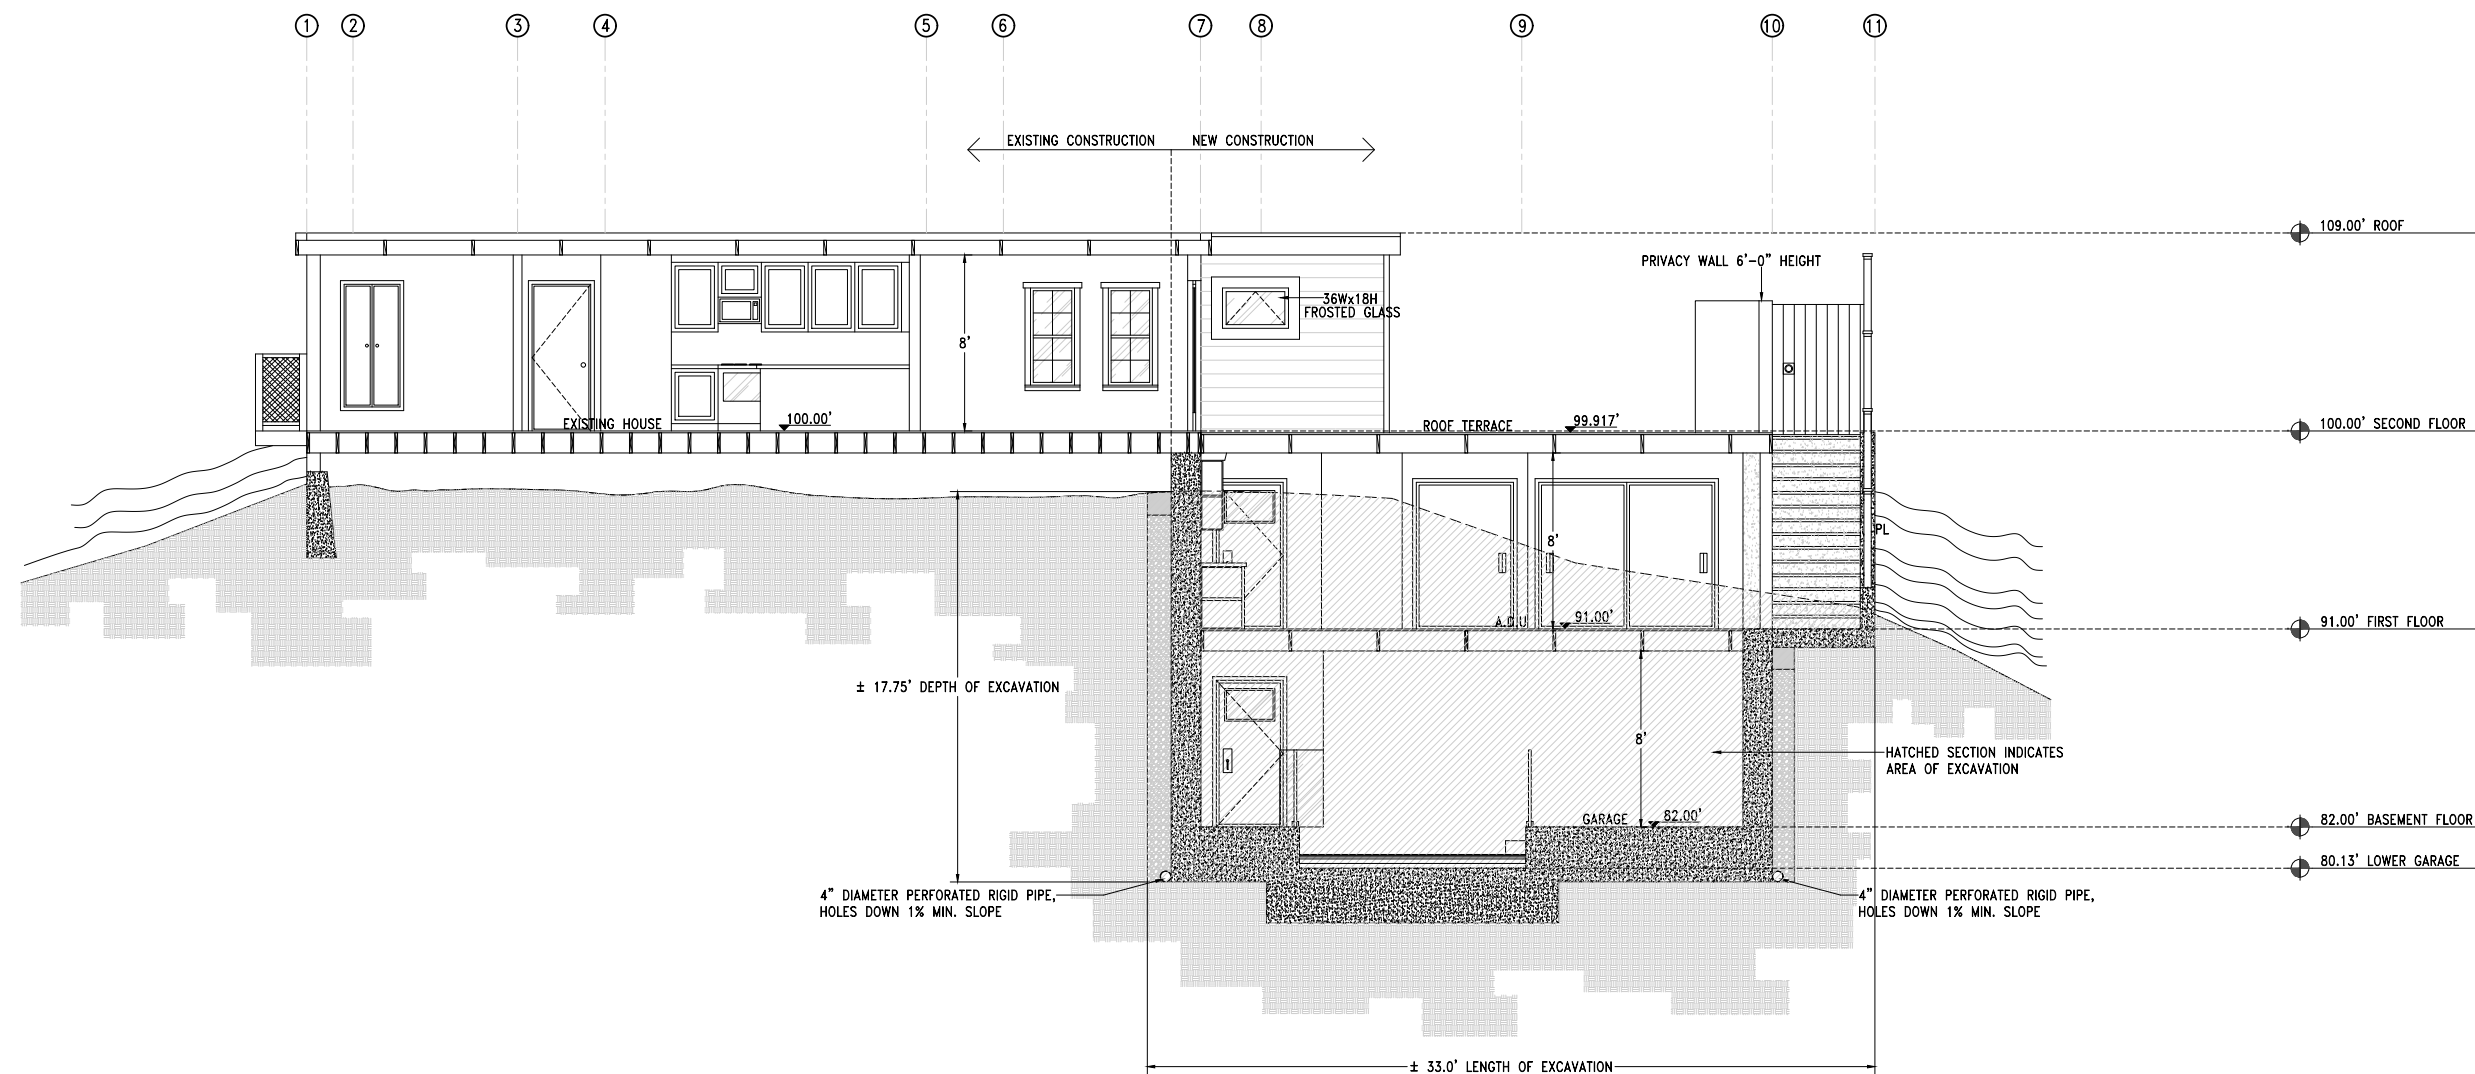 1 2 3 4 5 6 7 8 9 10 11
EXISTING CONSTRUCTION NEW CONSTRUCTION
109.00' ROOF
PRIVACY WALL 6'-0" HEIGHT
36Wx18H
FROSTED GLASS
8'
EXISTING HOUSE
100.00'
ROOF TERRACE
99.917'
100.00' SECOND FLOOR
PL
8'
A.D.U
91.00'
91.00' FIRST FLOOR
± 17.75' DEPTH OF EXCAVATION
8'
HATCHED SECTION INDICATES
AREA OF EXCAVATION
GARAGE
82.00'
82.00' BASEMENT FLOOR
80.13' LOWER GARAGE
4" DIAMETER PERFORATED RIGID PIPE,
HOLES DOWN 1% MIN. SLOPE
4" DIAMETER PERFORATED RIGID PIPE,
HOLES DOWN 1% MIN. SLOPE
± 33.0' LENGTH OF EXCAVATION